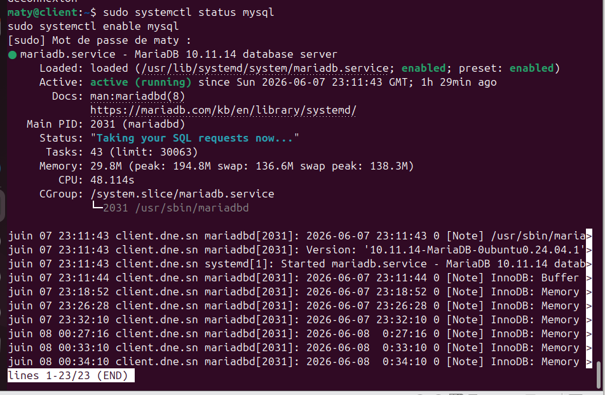 maty@client:~$ sudo systemctl status mysql
sudo systemctl enable mysql
[sudo] Mot de passe de maty :
● mariadb.service - MariaDB 10.11.14 database server
Loaded: loaded (/usr/lib/systemd/system/mariadb.service; enabled; preset: enabled)
Active: active (running) since Sun 2026-06-07 23:11:43 GMT; 1h 29min ago
Docs: man:mariadbd(8)
https://mariadb.com/kb/en/library/systemd/
Main PID: 2031 (mariadbd)
Status: "Taking your SQL requests now..."
Tasks: 43 (limit: 30063)
Memory: 29.8M (peak: 194.8M swap: 136.6M swap peak: 138.3M)
CPU: 48.114s
CGroup: /system.slice/mariadb.service
└─2031 /usr/sbin/mariadbd
juin 07 23:11:43 client.dne.sn mariadbd[2031]: 2026-06-07 23:11:43 0 [Note] /usr/sbin/maria>
juin 07 23:11:43 client.dne.sn mariadbd[2031]: Version: '10.11.14-MariaDB-0ubuntu0.24.04.1'>
juin 07 23:11:43 client.dne.sn systemd[1]: Started mariadb.service - MariaDB 10.11.14 datab>
juin 07 23:11:44 client.dne.sn mariadbd[2031]: 2026-06-07 23:11:44 0 [Note] InnoDB: Buffer >
juin 07 23:18:52 client.dne.sn mariadbd[2031]: 2026-06-07 23:18:52 0 [Note] InnoDB: Memory >
juin 07 23:26:28 client.dne.sn mariadbd[2031]: 2026-06-07 23:26:28 0 [Note] InnoDB: Memory >
juin 07 23:32:10 client.dne.sn mariadbd[2031]: 2026-06-07 23:32:10 0 [Note] InnoDB: Memory >
juin 08 00:27:16 client.dne.sn mariadbd[2031]: 2026-06-08  0:27:16 0 [Note] InnoDB: Memory >
juin 08 00:33:10 client.dne.sn mariadbd[2031]: 2026-06-08  0:33:10 0 [Note] InnoDB: Memory >
juin 08 00:34:10 client.dne.sn mariadbd[2031]: 2026-06-08  0:34:10 0 [Note] InnoDB: Memory >
lines 1-23/23 (END)